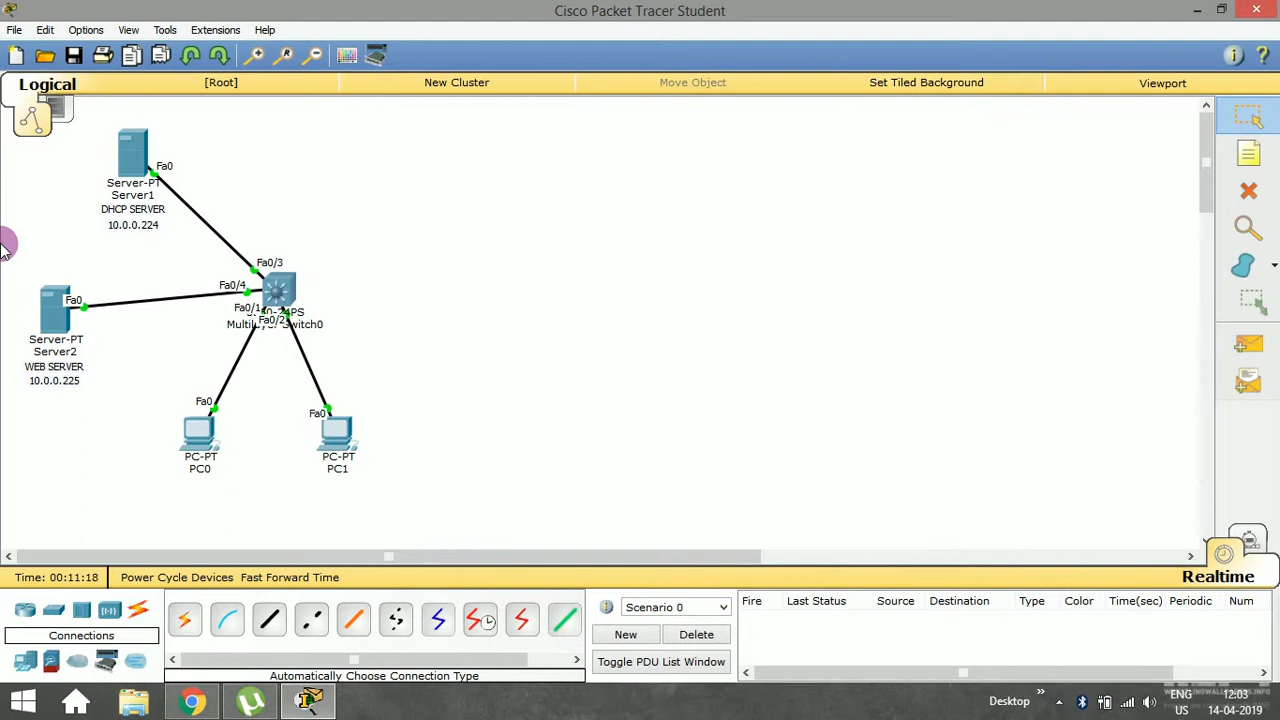 Cisco Packet Tracer Student
File Edit Options View Tools Extensions Help
Logical
[Root]
New Cluster
Move Object
Set Tiled Background
Viewport
Fa0
Server-PT
Server1
DHCP SERVER
10.0.0.224
Fa0/3
Fa0/4
Fa0
Fa0/1
Fa0/2
Switch0
Server-PT
Server2
WEB SERVER
10.0.0.225
Fa0
Fa0
PC-PT
PC0
PC-PT
PC1
Time: 00:11:18
Power Cycle Devices Fast Forward Time
Realtime
Connections
Automatically Choose Connection Type
Scenario 0
New
Delete
Toggle PDU List Window
Fire Last Status Source Destination Type Color Time(sec) Periodic Num
Desktop
ENG
US
12:03
14-04-2019